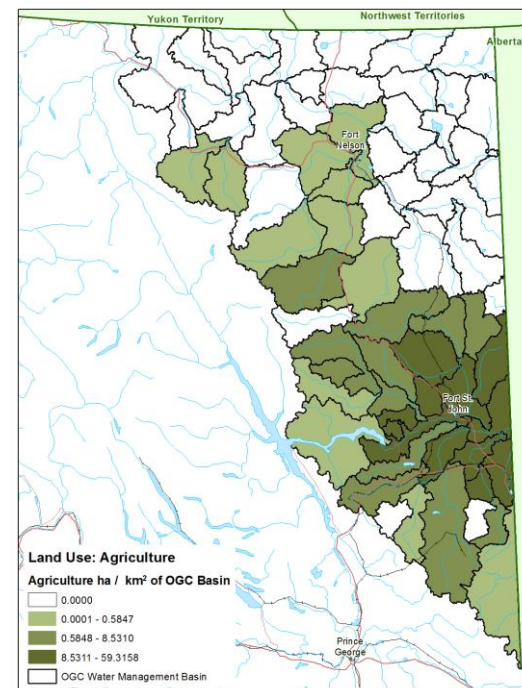 Yukon Territory
Northwest Territories
Alberta
Fort
Nelson
Fort St.
John
Prince
George
Land Use: Agriculture
Agriculture ha / km² of OGC Basin
0.0000
0.0001 - 0.5847
0.5848 - 8.5310
8.5311 - 59.3158
OGC Water Management Basin